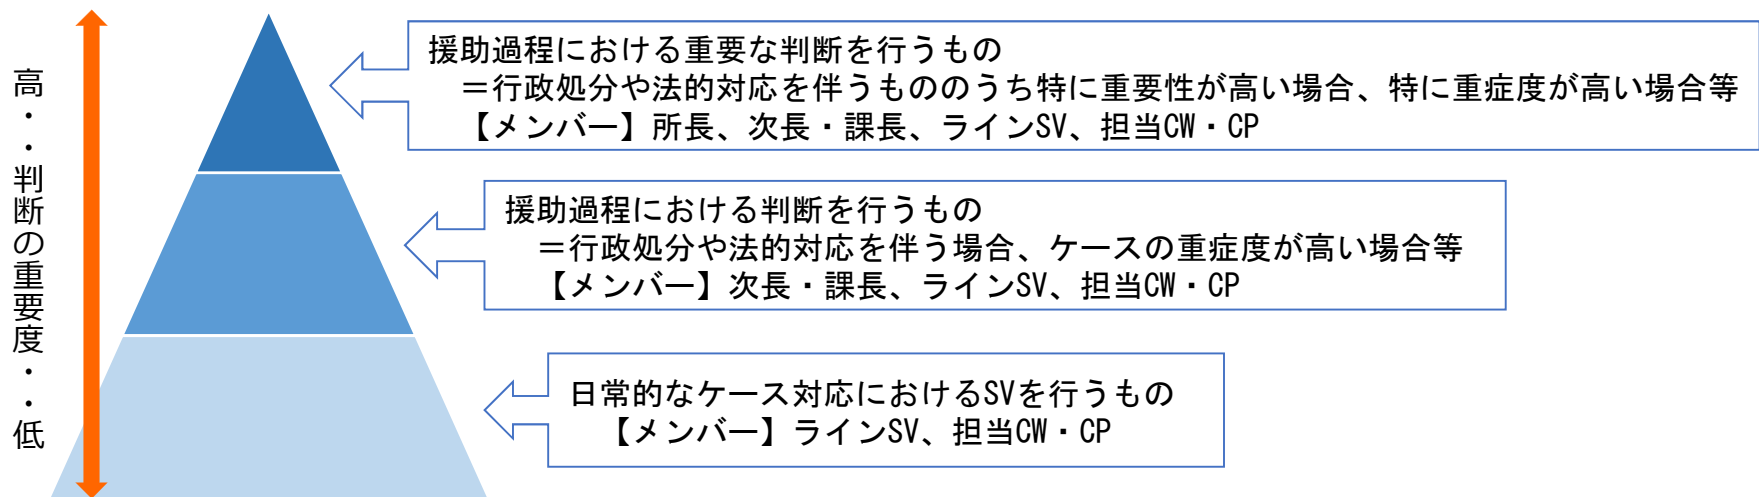 高・・判断の重要度・・低
援助過程における重要な判断を行うもの
＝行政処分や法的対応を伴うもののうち特に重要性が高い場合、特に重症度が高い場合等
【メンバー】所長、次長・課長、ラインSV、担当CW・CP
援助過程における判断を行うもの
＝行政処分や法的対応を伴う場合、ケースの重症度が高い場合等
【メンバー】次長・課長、ラインSV、担当CW・CP
日常的なケース対応におけるSVを行うもの
【メンバー】ラインSV、担当CW・CP